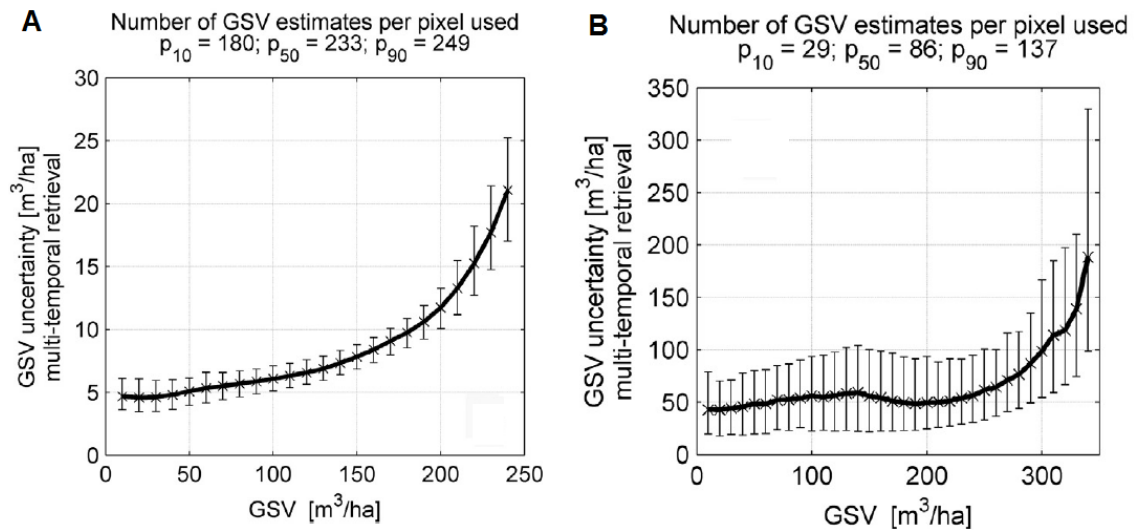 A
Number of GSV estimates per pixel used
p10 = 180; p50 = 233; p90 = 249
GSV uncertainty [m³/ha]
multi-temporal retrieval
30
25
20
15
10
5
0
0 50 100 150 200 250
GSV [m³/ha]
B
Number of GSV estimates per pixel used
p10 = 29; p50 = 86; p90 = 137
GSV uncertainty [m³/ha]
multi-temporal retrieval
350
300
250
200
150
100
50
0
0 100 200 300
GSV [m³/ha]